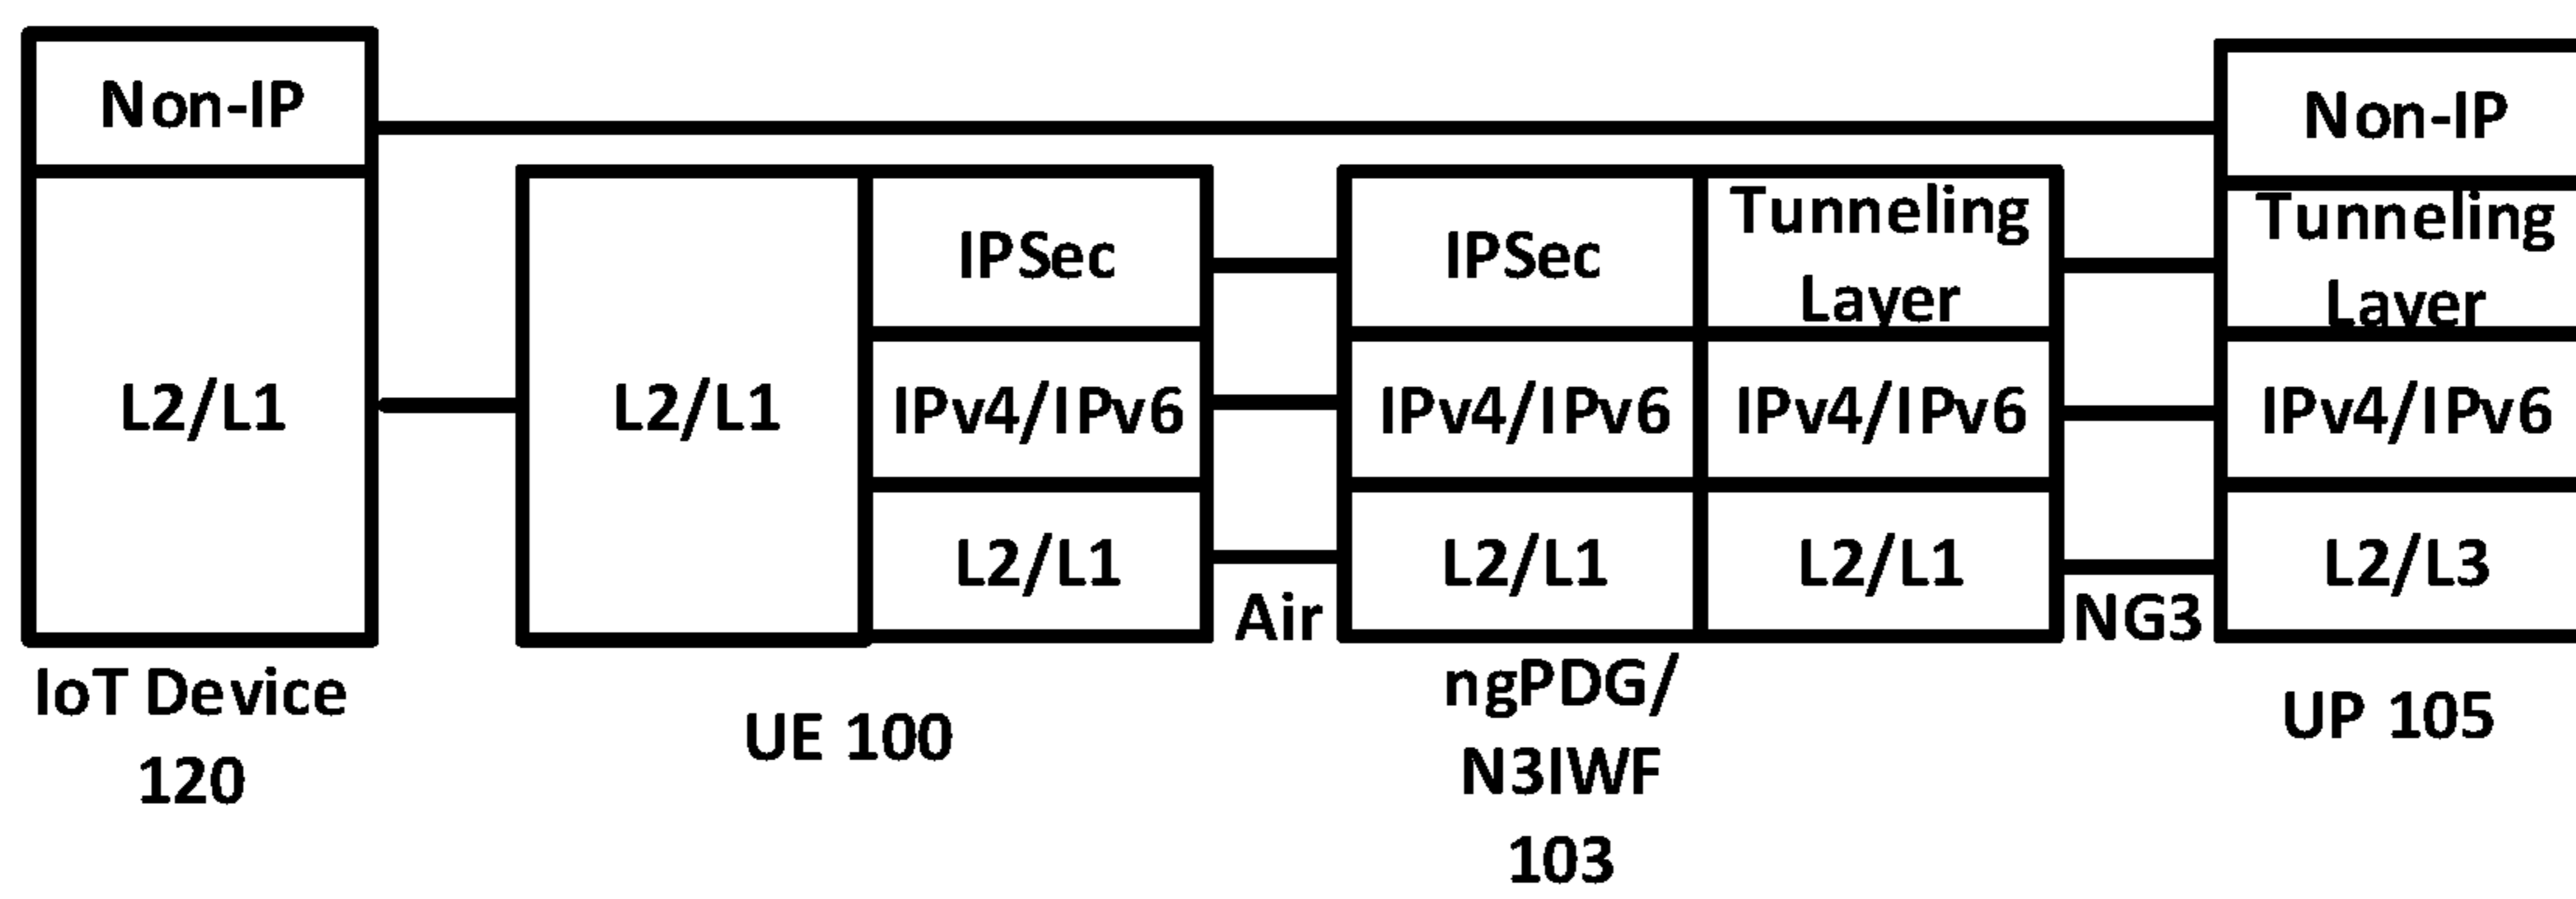 Non-IP
L2/L1
IoT Device
120
L2/L1
IPSec
IPv4/IPv6
L2/L1
UE 100
Air
IPSec
IPv4/IPv6
L2/L1
Tunneling
Layer
IPv4/IPv6
L2/L1
ngPDG/
N3IWF
103
NG3
Non-IP
Tunneling
Layer
IPv4/IPv6
L2/L3
UP 105